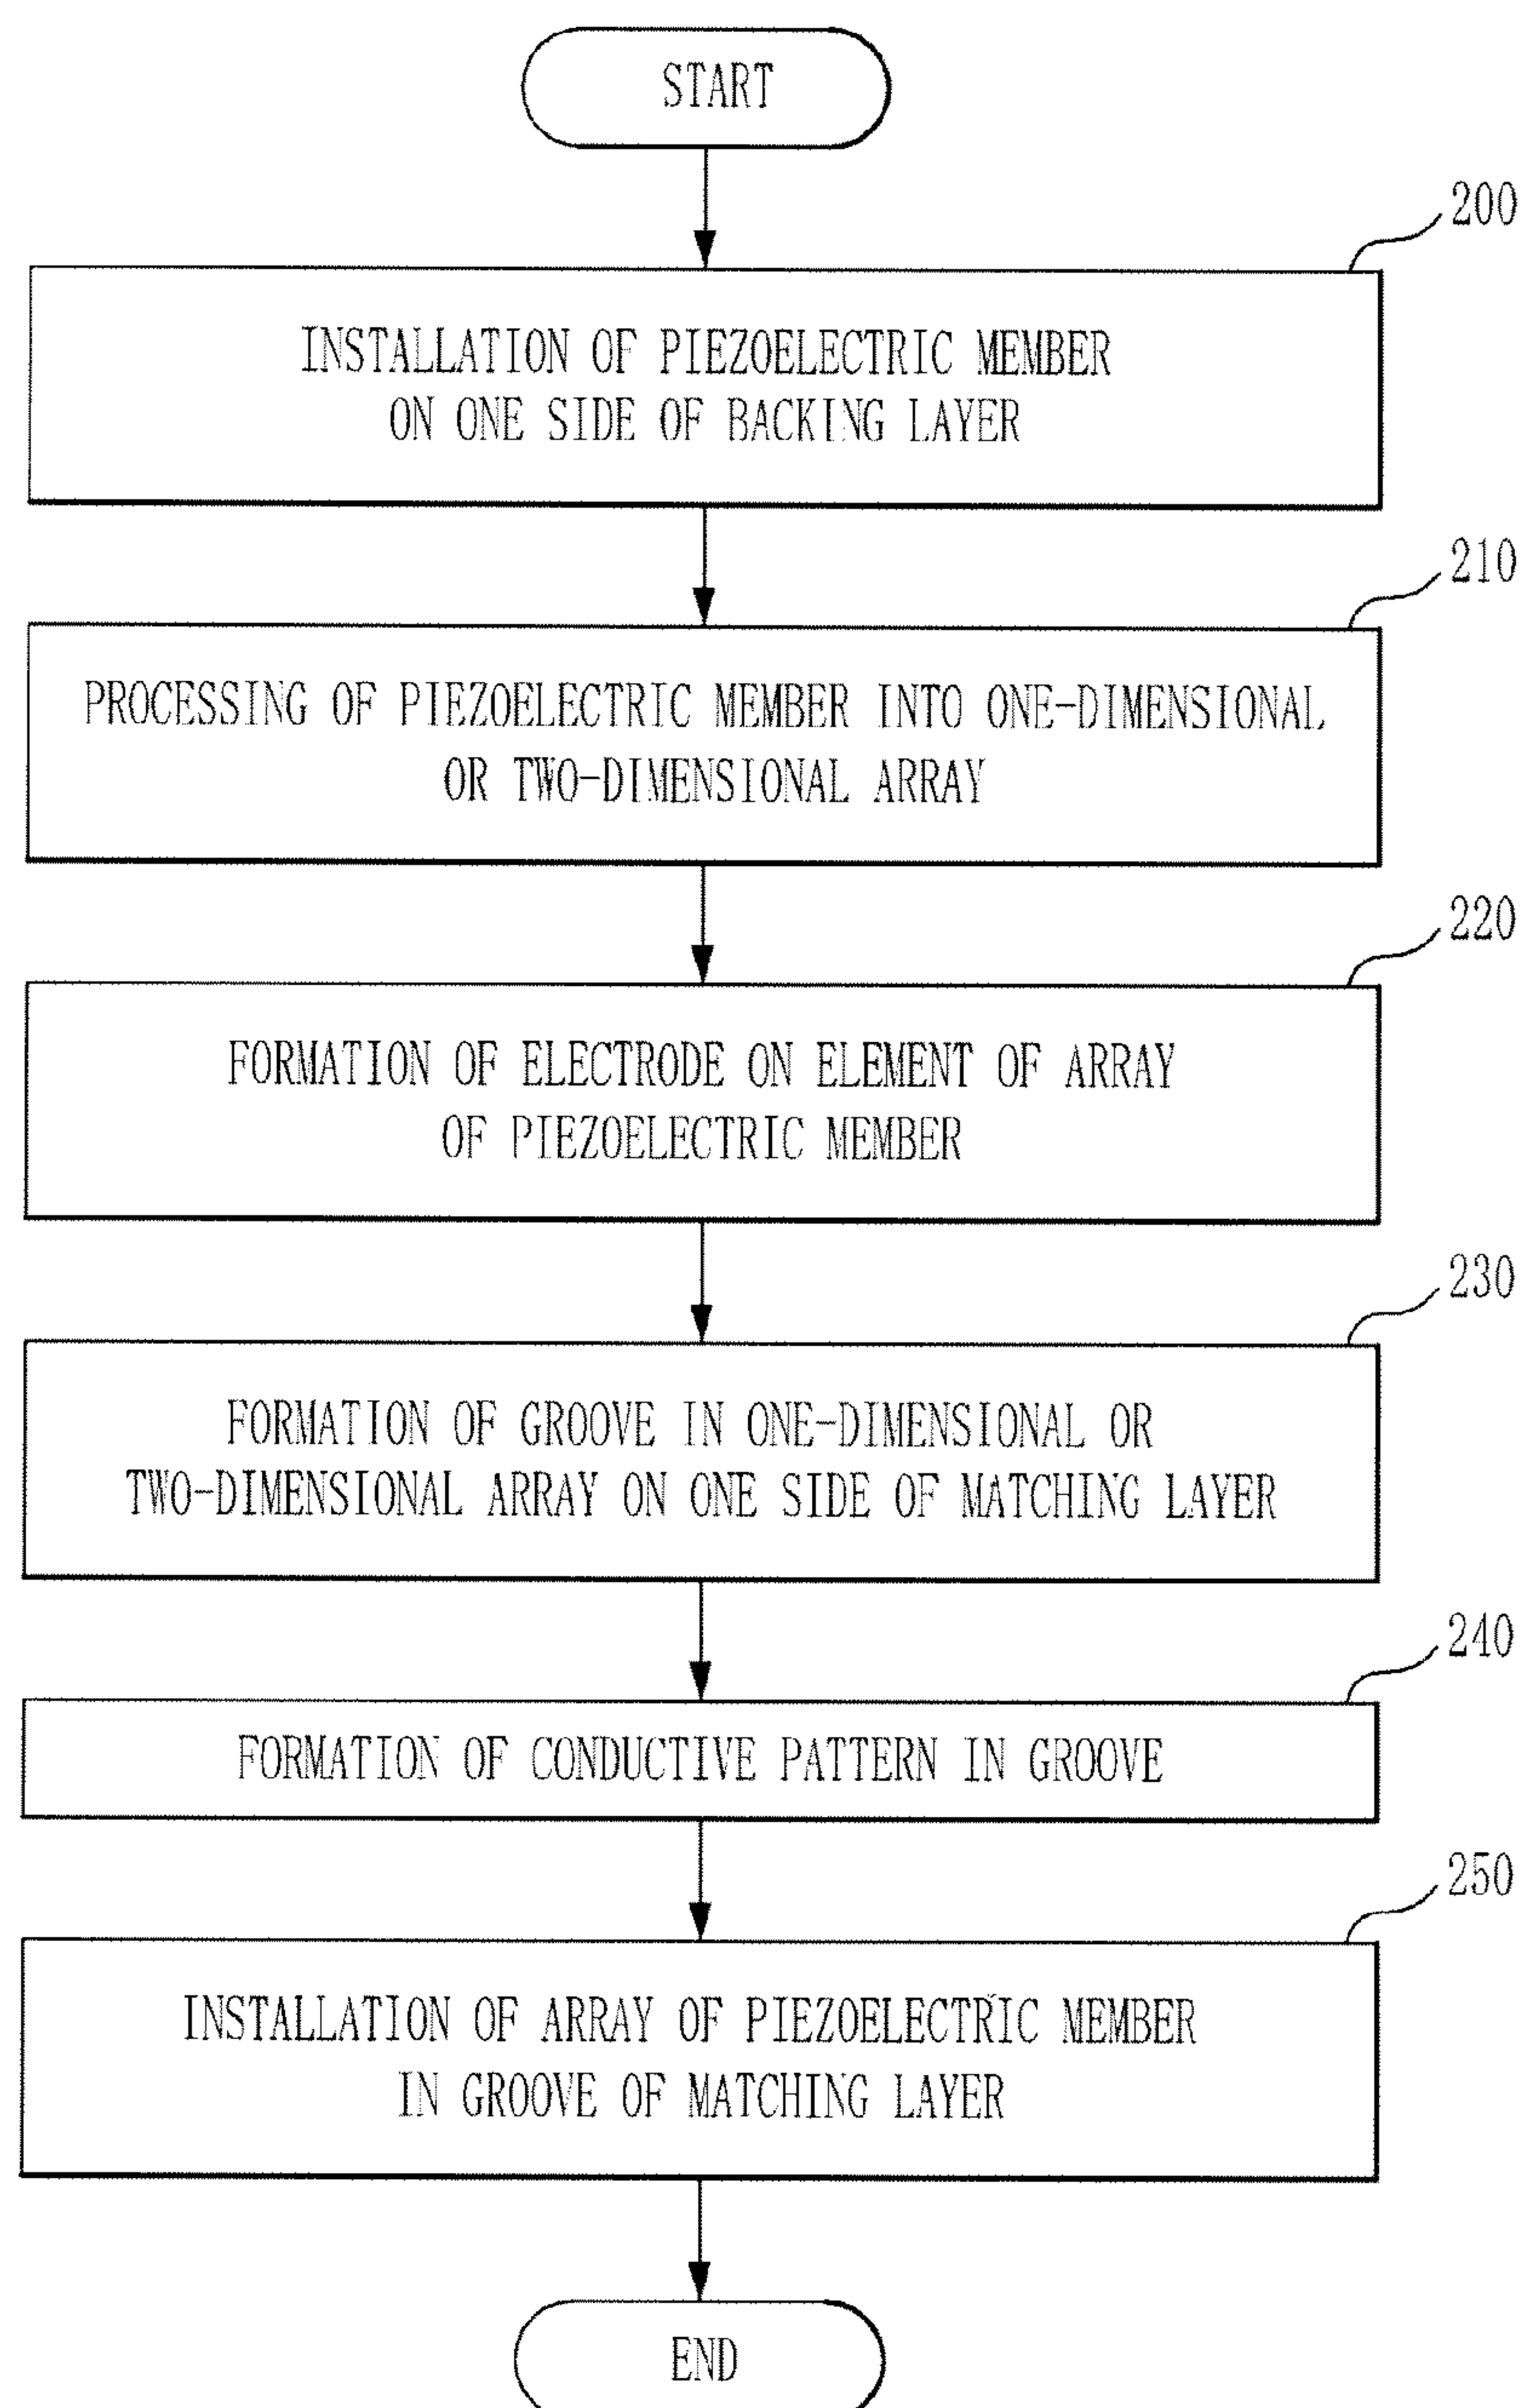 START
200
INSTALLATION OF PIEZOELECTRIC MEMBER
ON ONE SIDE OF BACKING LAYER
210
PROCESSING OF PIEZOELECTRIC MEMBER INTO ONE-DIMENSIONAL
OR TWO-DIMENSIONAL ARRAY
220
FORMATION OF ELECTRODE ON ELEMENT OF ARRAY
OF PIEZOELECTRIC MEMBER
230
FORMATION OF GROOVE IN ONE-DIMENSIONAL OR
TWO-DIMENSIONAL ARRAY ON ONE SIDE OF MATCHING LAYER
240
FORMATION OF CONDUCTIVE PATTERN IN GROOVE
250
INSTALLATION OF ARRAY OF PIEZOELECTRIC MEMBER
IN GROOVE OF MATCHING LAYER
END